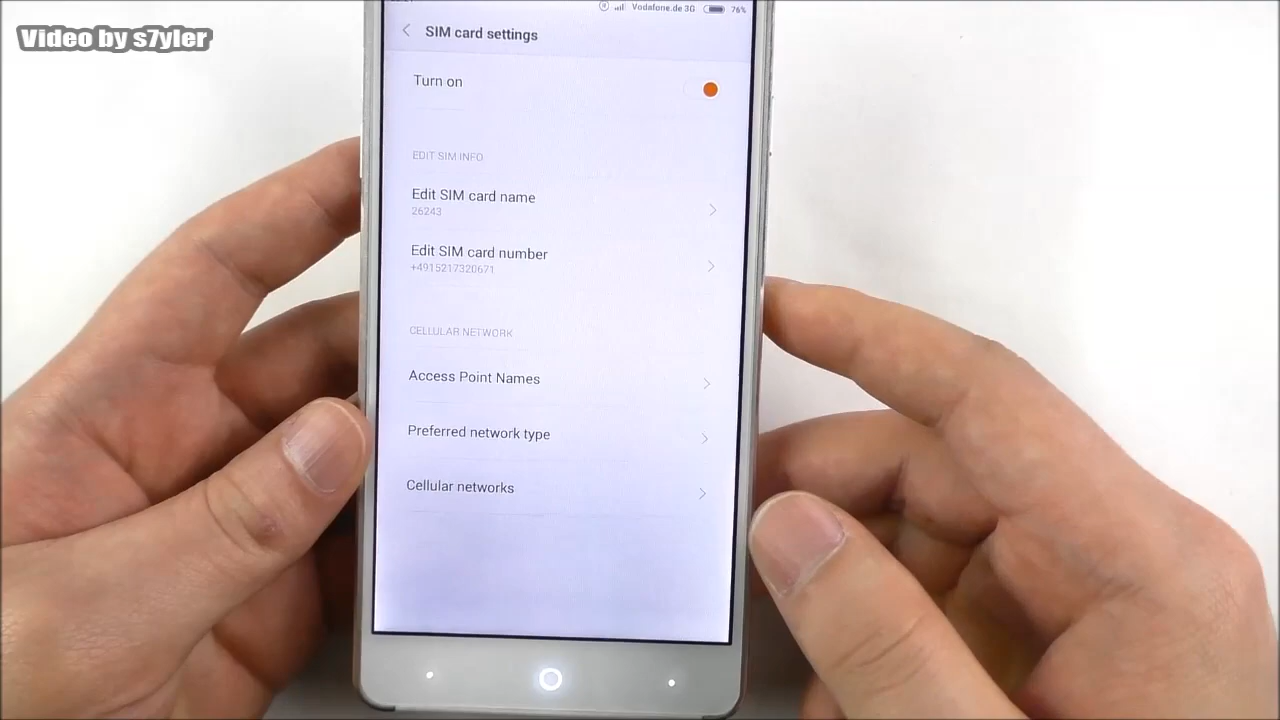 Video by s7yler
Vodafone.de 3G 76%
SIM card settings
Turn on
EDIT SIM INFO
Edit SIM card name
26243
Edit SIM card number
+4915217320671
CELLULAR NETWORK
Access Point Names
Preferred network type
Cellular networks